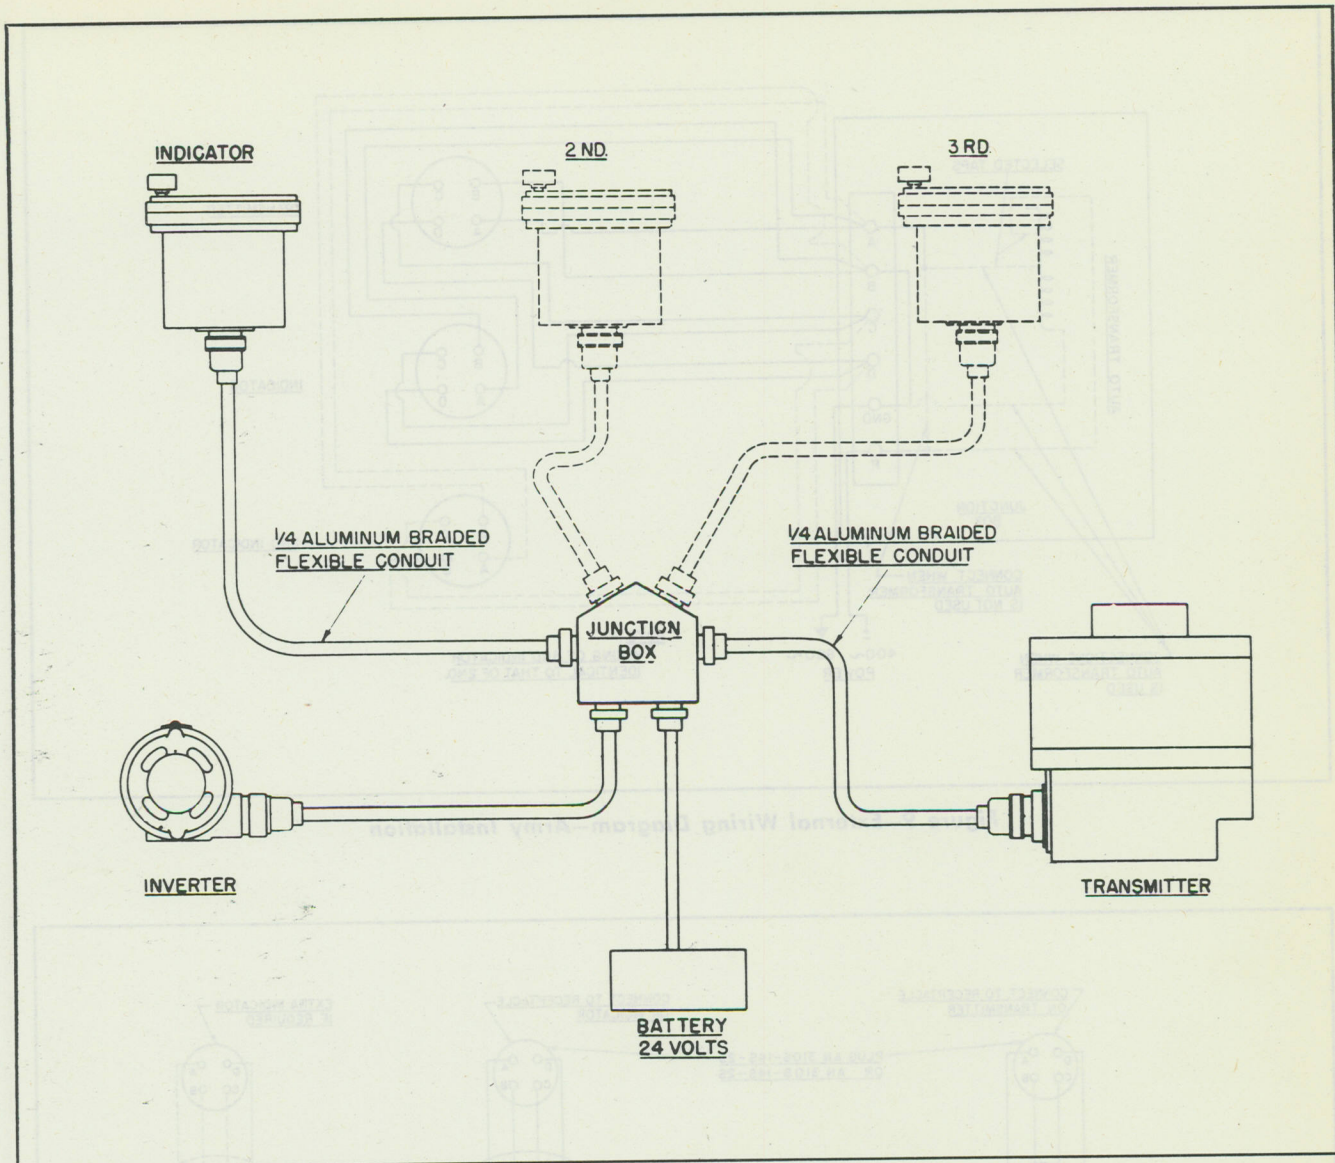 INDICATOR
2 ND.
3 RD.
1/4 ALUMINUM BRAIDED
FLEXIBLE CONDUIT
1/4 ALUMINUM BRAIDED
FLEXIBLE CONDUIT
JUNCTION
BOX
INVERTER
TRANSMITTER
BATTERY
24 VOLTS